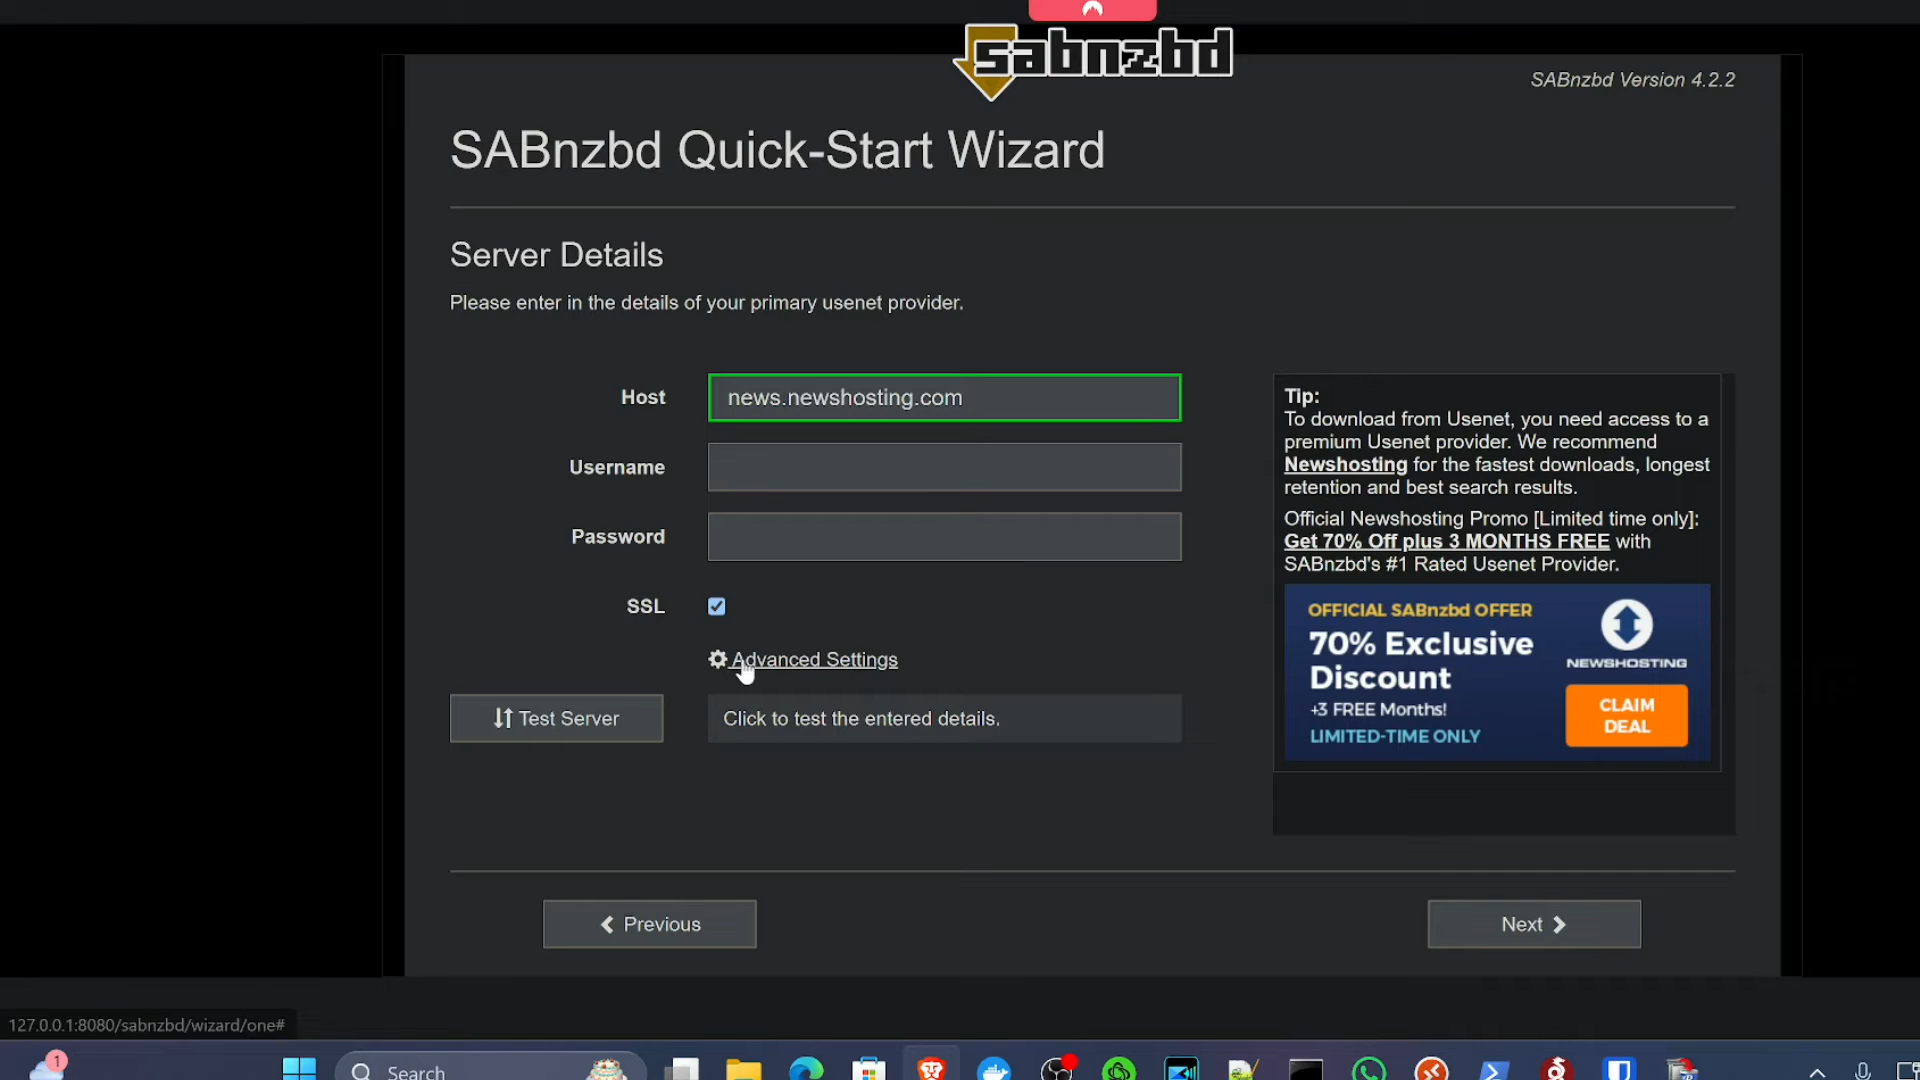 sabnzbd
SABnzbd Version 4.2.2
SABnzbd Quick-Start Wizard
Server Details
Please enter in the details of your primary usenet provider.
Host
news.newshosting.com
Username
Password
SSL
Advanced Settings
Test Server
Click to test the entered details.
Tip:
To download from Usenet, you need access to a
premium Usenet provider. We recommend
Newshosting for the fastest downloads, longest
retention and best search results.
Official Newshosting Promo [Limited time only]:
Get 70% Off plus 3 MONTHS FREE with
SABnzbd's #1 Rated Usenet Provider.
OFFICIAL SABnzbd OFFER
70% Exclusive
Discount
+3 FREE Months!
LIMITED-TIME ONLY
NEWSHOSTING
CLAIM
DEAL
Previous
Next
127.0.0.1:8080/sabnzbd/wizard/one#
1
Search